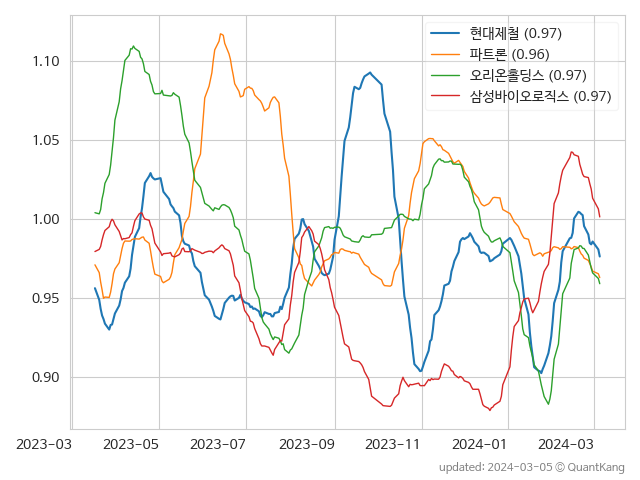 현대제철 (0.97)
파트론 (0.96)
오리온홀딩스 (0.97)
삼성바이오로직스 (0.97)
1.10
1.05
1.00
0.95
0.90
2023-03 2023-05 2023-07 2023-09 2023-11 2024-01 2024-03
updated: 2024-03-05 © QuantKang